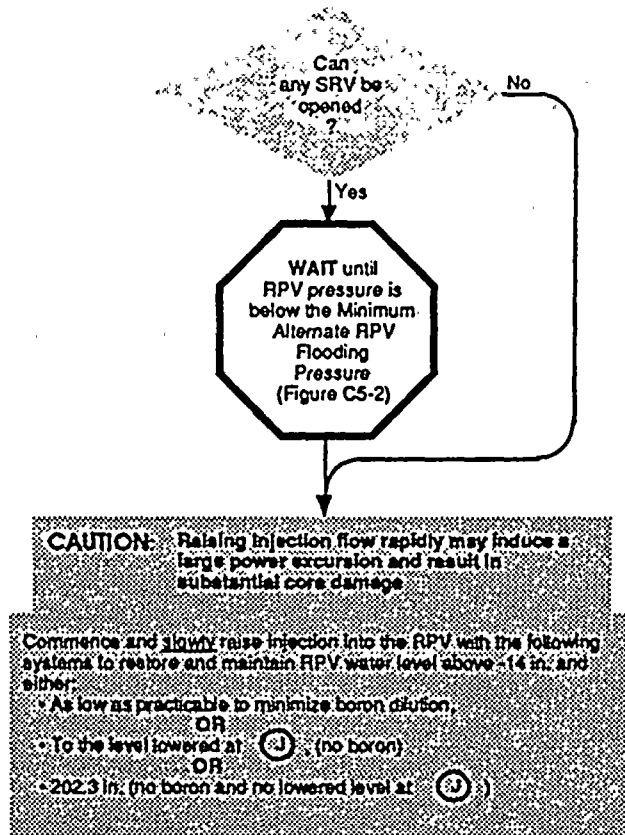 Can
any SRV be
opened
?
No
Yes
WAIT until
RPV pressure is
below the Minimum
Alternate RPV
Flooding
Pressure
(Figure C5-2)
CAUTION: Raising injection flow rapidly may induce a
large power excursion and result in
substantial core damage
Commence and slowly raise injection into the RPV with the following
systems to restore and maintain RPV water level above -14 in. and
either:
• As low as practicable to minimize boron dilution,
OR
• To the level lowered at J , (no boron)
OR
• 202.3 in. (no boron and no lowered level at J )